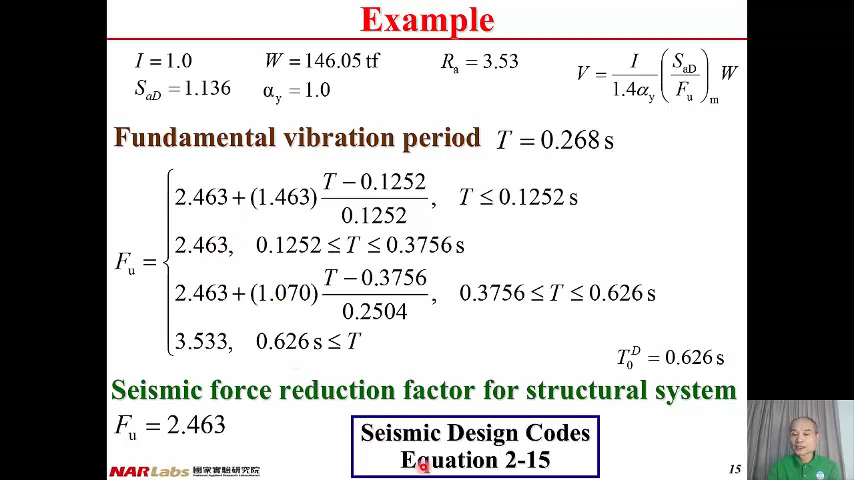 Example
I = 1.0 W = 146.05 tf R_a = 3.53 V = I / 1.4α_y (S_aD / F_u)_m W
S_aD = 1.136 α_y = 1.0
Fundamental vibration period T = 0.268 s
2.463 + (1.463) T − 0.1252 / 0.1252 , T ≤ 0.1252 s
F_u = 2.463, 0.1252 ≤ T ≤ 0.3756 s
2.463 + (1.070) T − 0.3756 / 0.2504 , 0.3756 ≤ T ≤ 0.626 s
3.533, 0.626 s ≤ T
T_0^D = 0.626 s
Seismic force reduction factor for structural system
F_u = 2.463
Seismic Design Codes
Equation 2-15
NARLabs 國家實驗研究院
National Applied Research Laboratories
15